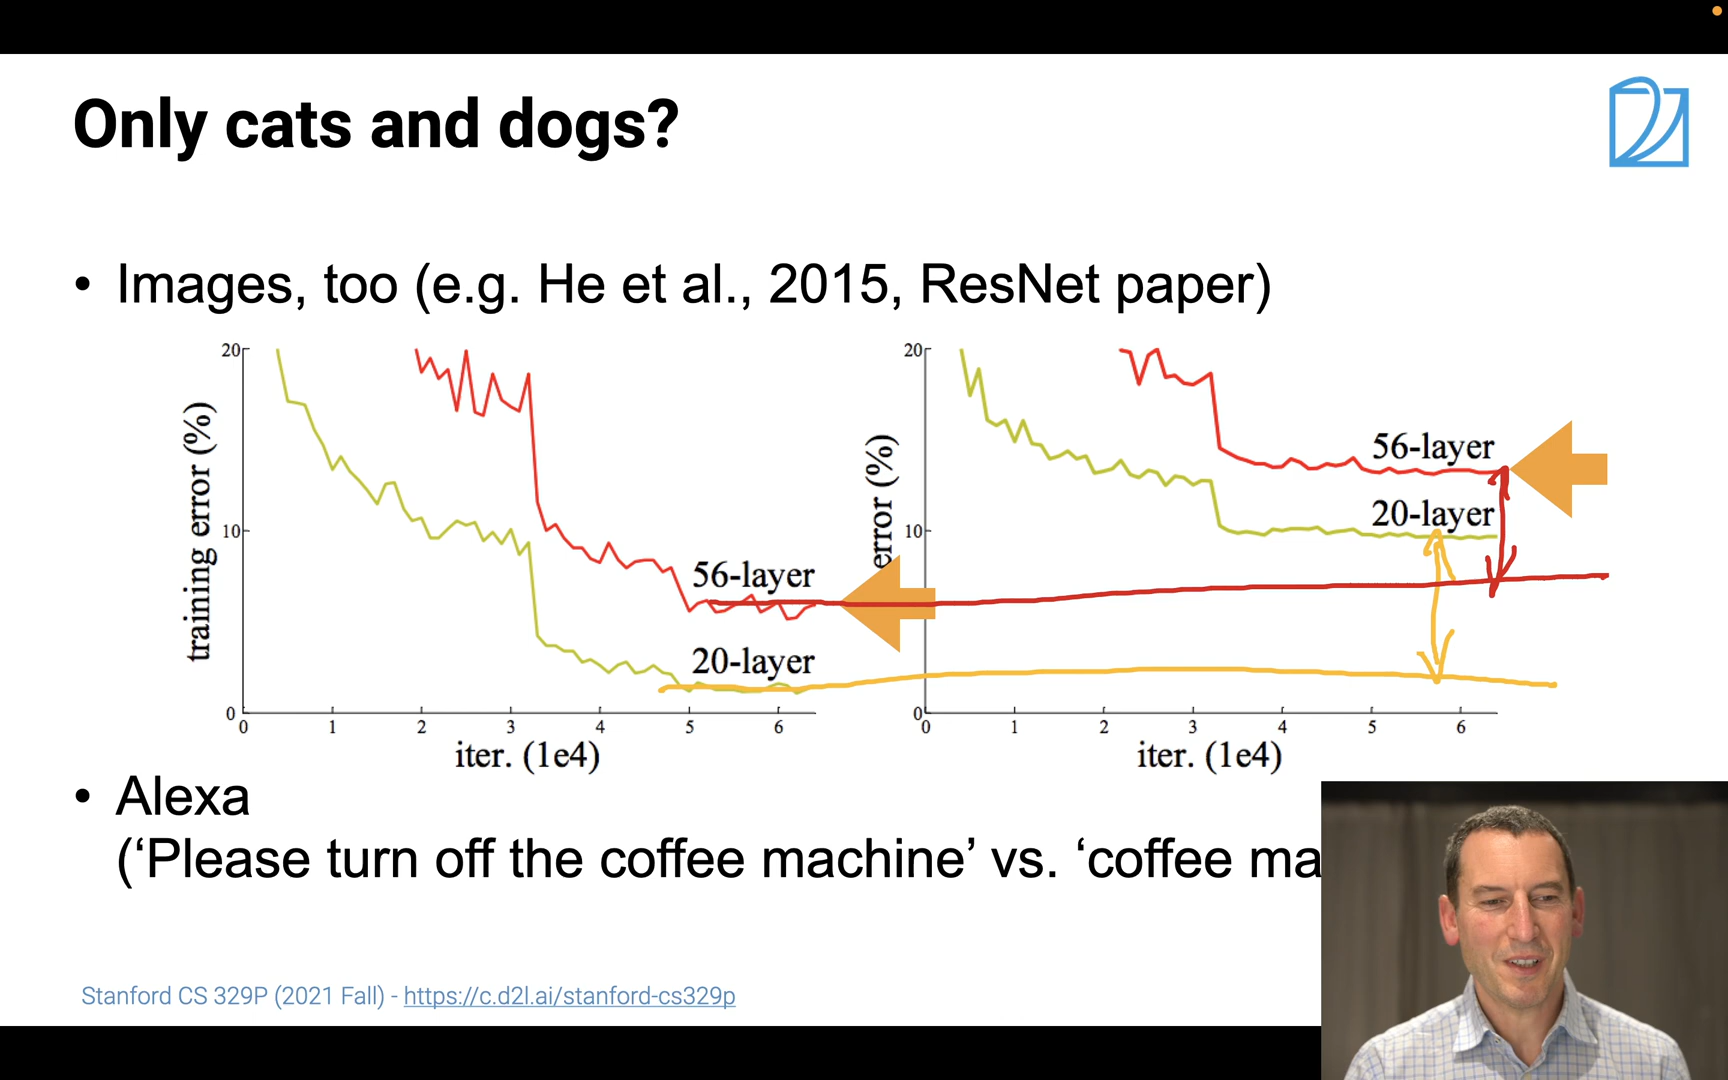 Only cats and dogs?
• Images, too (e.g. He et al., 2015, ResNet paper)
20
10
0
training error (%)
56-layer
20-layer
0 1 2 3 4 5 6
iter. (1e4)
20
10
0
error (%)
56-layer
20-layer
0 1 2 3 4 5 6
iter. (1e4)
• Alexa
(‘Please turn off the coffee machine’ vs. ‘coffee ma
Stanford CS 329P (2021 Fall) - https://c.d2l.ai/stanford-cs329p